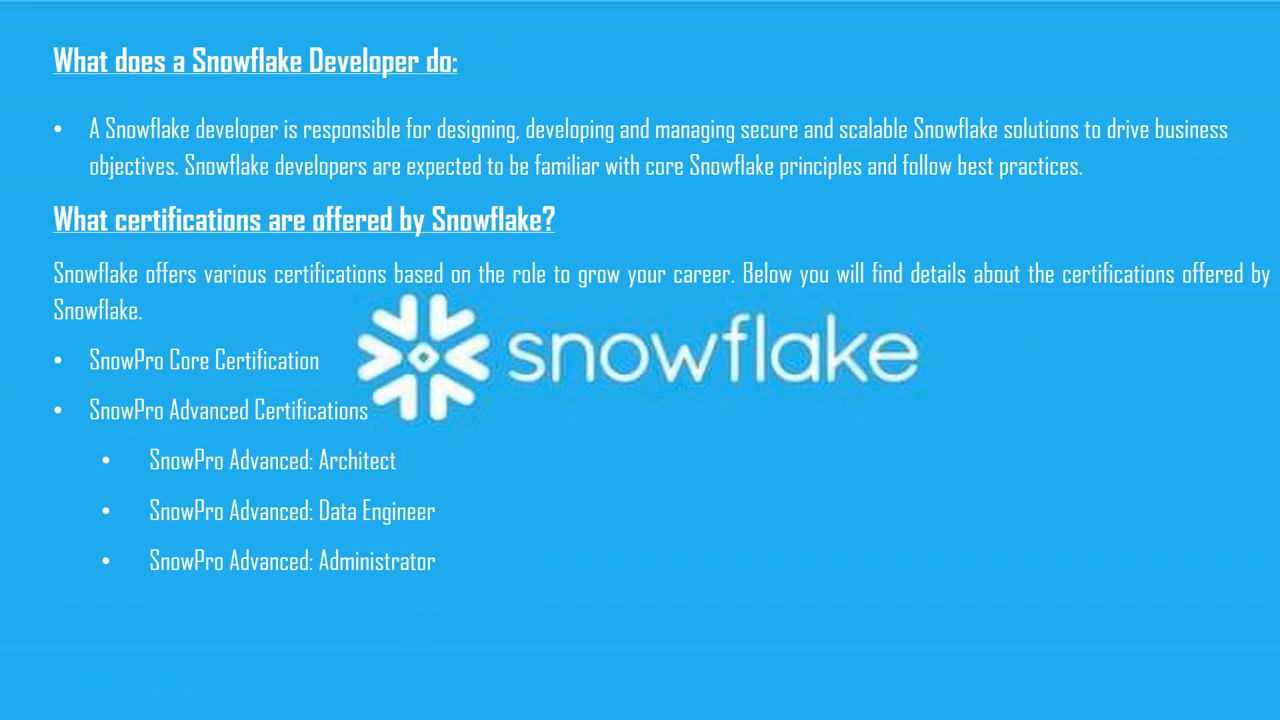 What does a Snowflake Developer do:
• A Snowflake developer is responsible for designing, developing and managing secure and scalable Snowflake solutions to drive business
objectives. Snowflake developers are expected to be familiar with core Snowflake principles and follow best practices.
What certifications are offered by Snowflake?
Snowflake offers various certifications based on the role to grow your career. Below you will find details about the certifications offered by
Snowflake.
• SnowPro Core Certification
snowflake
• SnowPro Advanced Certifications
• SnowPro Advanced: Architect
• SnowPro Advanced: Data Engineer
• SnowPro Advanced: Administrator